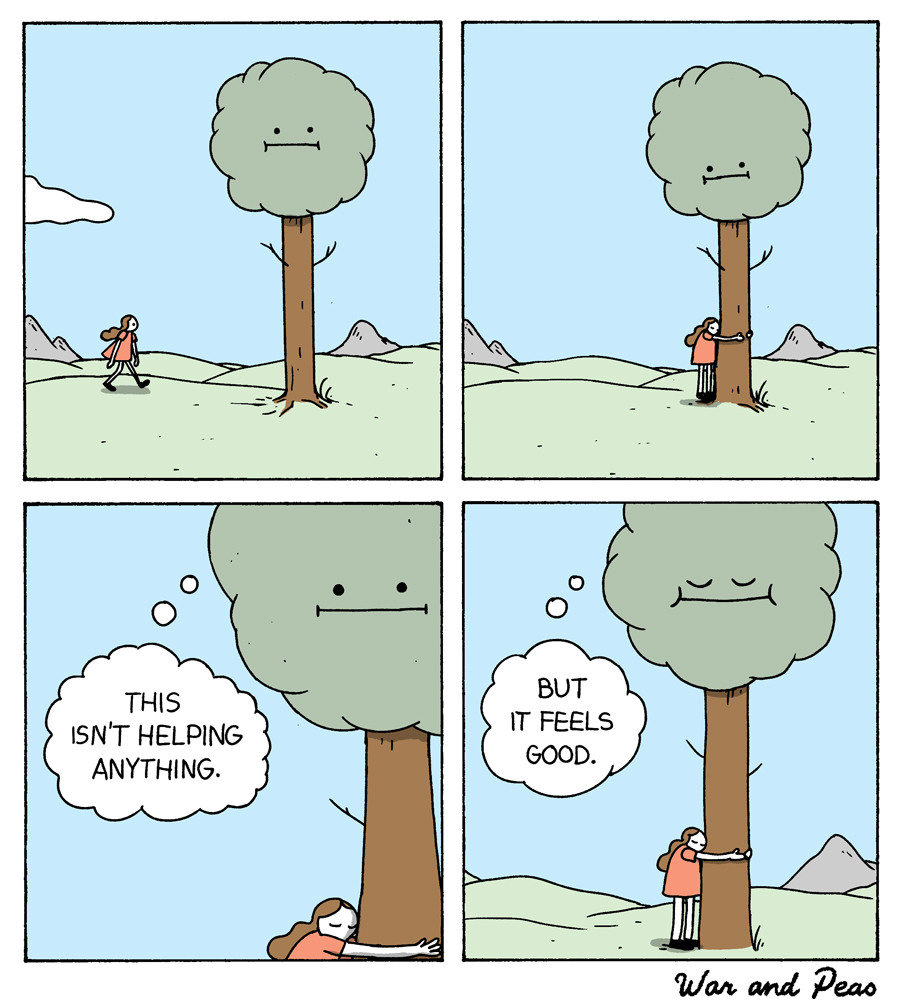 THIS
ISN'T HELPING
ANYTHING.
BUT
IT FEELS
GOOD.
War and Peas